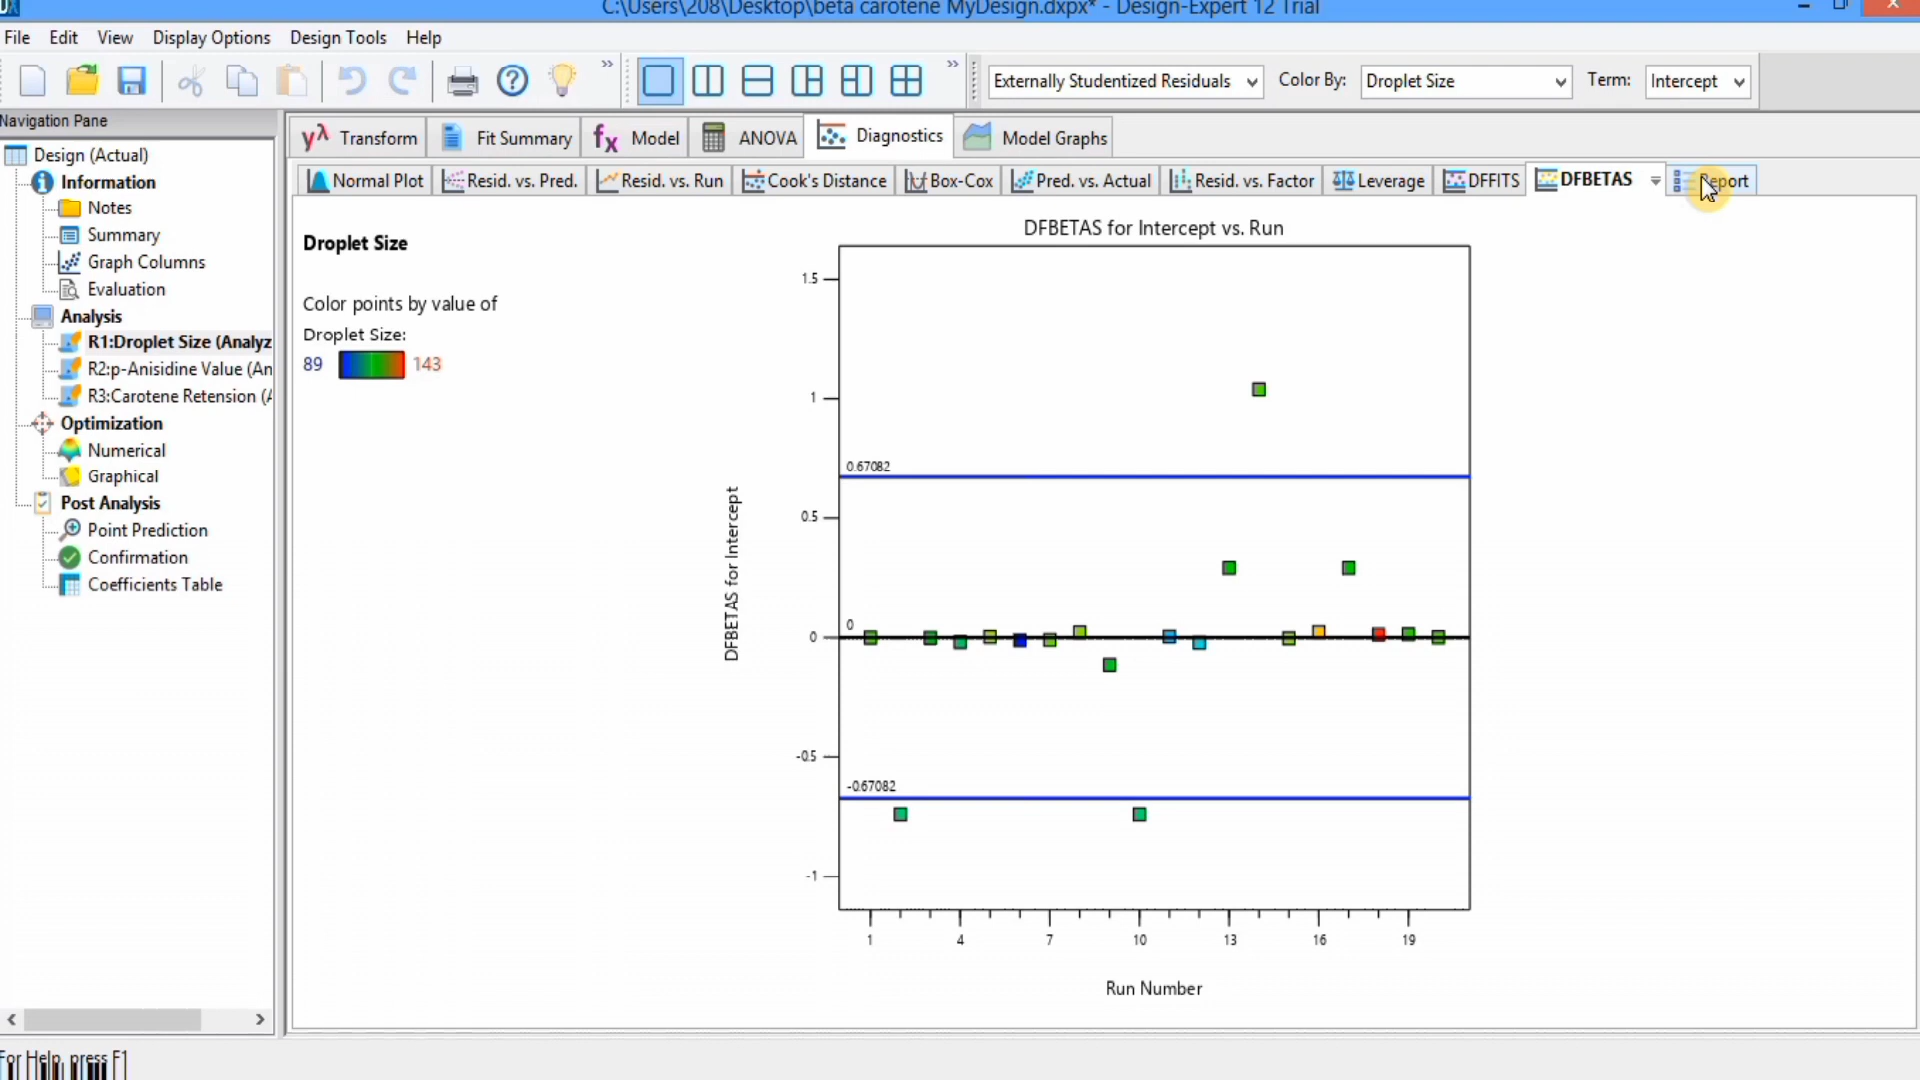 C:\Users\208\Desktop\beta carotene MyDesign.dxpx* - Design-Expert 12 Trial
File Edit View Display Options Design Tools Help
Externally Studentized Residuals Color By: Droplet Size Term: Intercept
Navigation Pane
Design (Actual)
Information
Notes
Summary
Graph Columns
Evaluation
Analysis
R1:Droplet Size (Analyz
R2:p-Anisidine Value (An
R3:Carotene Retension (A
Optimization
Numerical
Graphical
Post Analysis
Point Prediction
Confirmation
Coefficients Table
Transform Fit Summary Model ANOVA Diagnostics Model Graphs
Normal Plot Resid. vs. Pred. Resid. vs. Run Cook's Distance Box-Cox Pred. vs. Actual Resid. vs. Factor Leverage DFFITS DFBETAS Report
Droplet Size
Color points by value of
Droplet Size:
89 143
DFBETAS for Intercept vs. Run
DFBETAS for Intercept
1.5
1
0.67082
0.5
0
0
-0.5
-0.67082
-1
1 4 7 10 13 16 19
Run Number
For Help, press F1